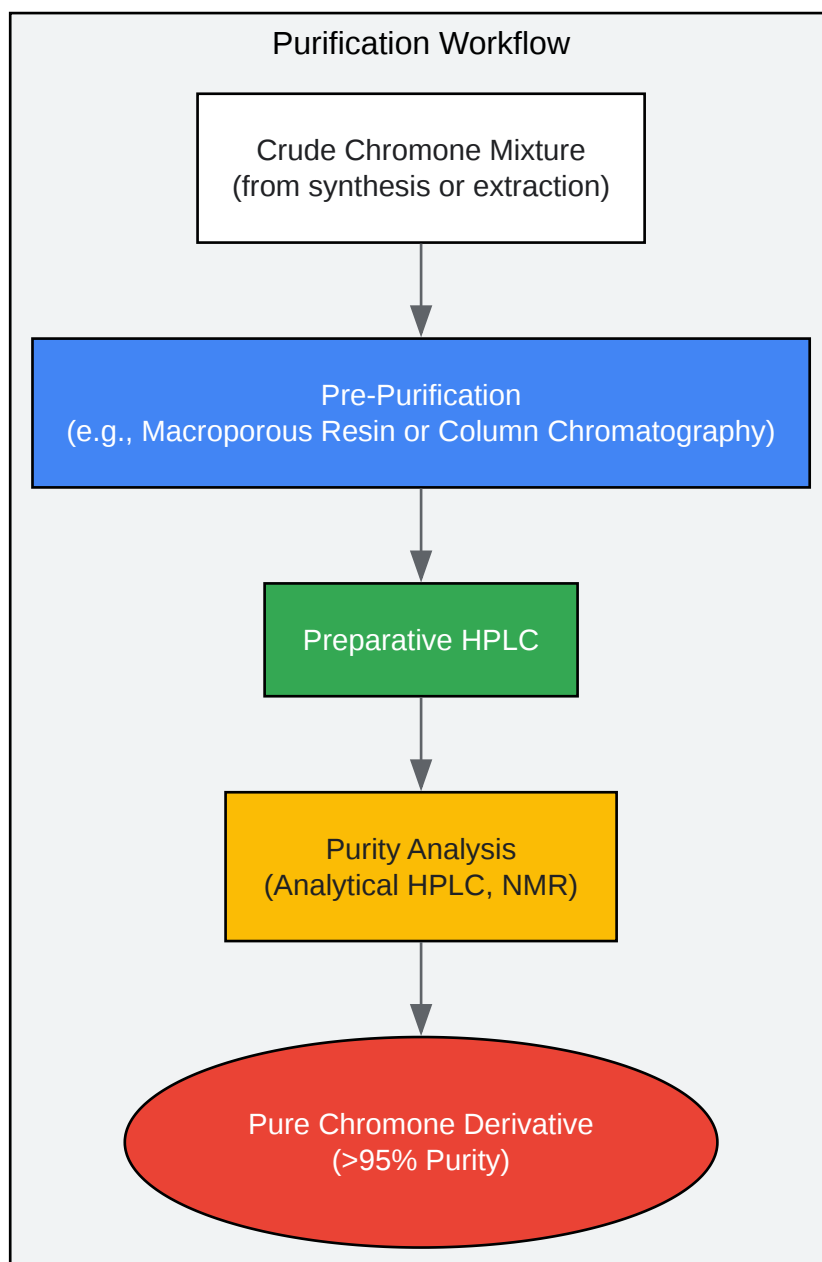 Purification Workflow
Crude Chromone Mixture
(from synthesis or extraction)
Pre-Purification
(e.g., Macroporous Resin or Column Chromatography)
Preparative HPLC
Purity Analysis
(Analytical HPLC, NMR)
Pure Chromone Derivative
(>95% Purity)